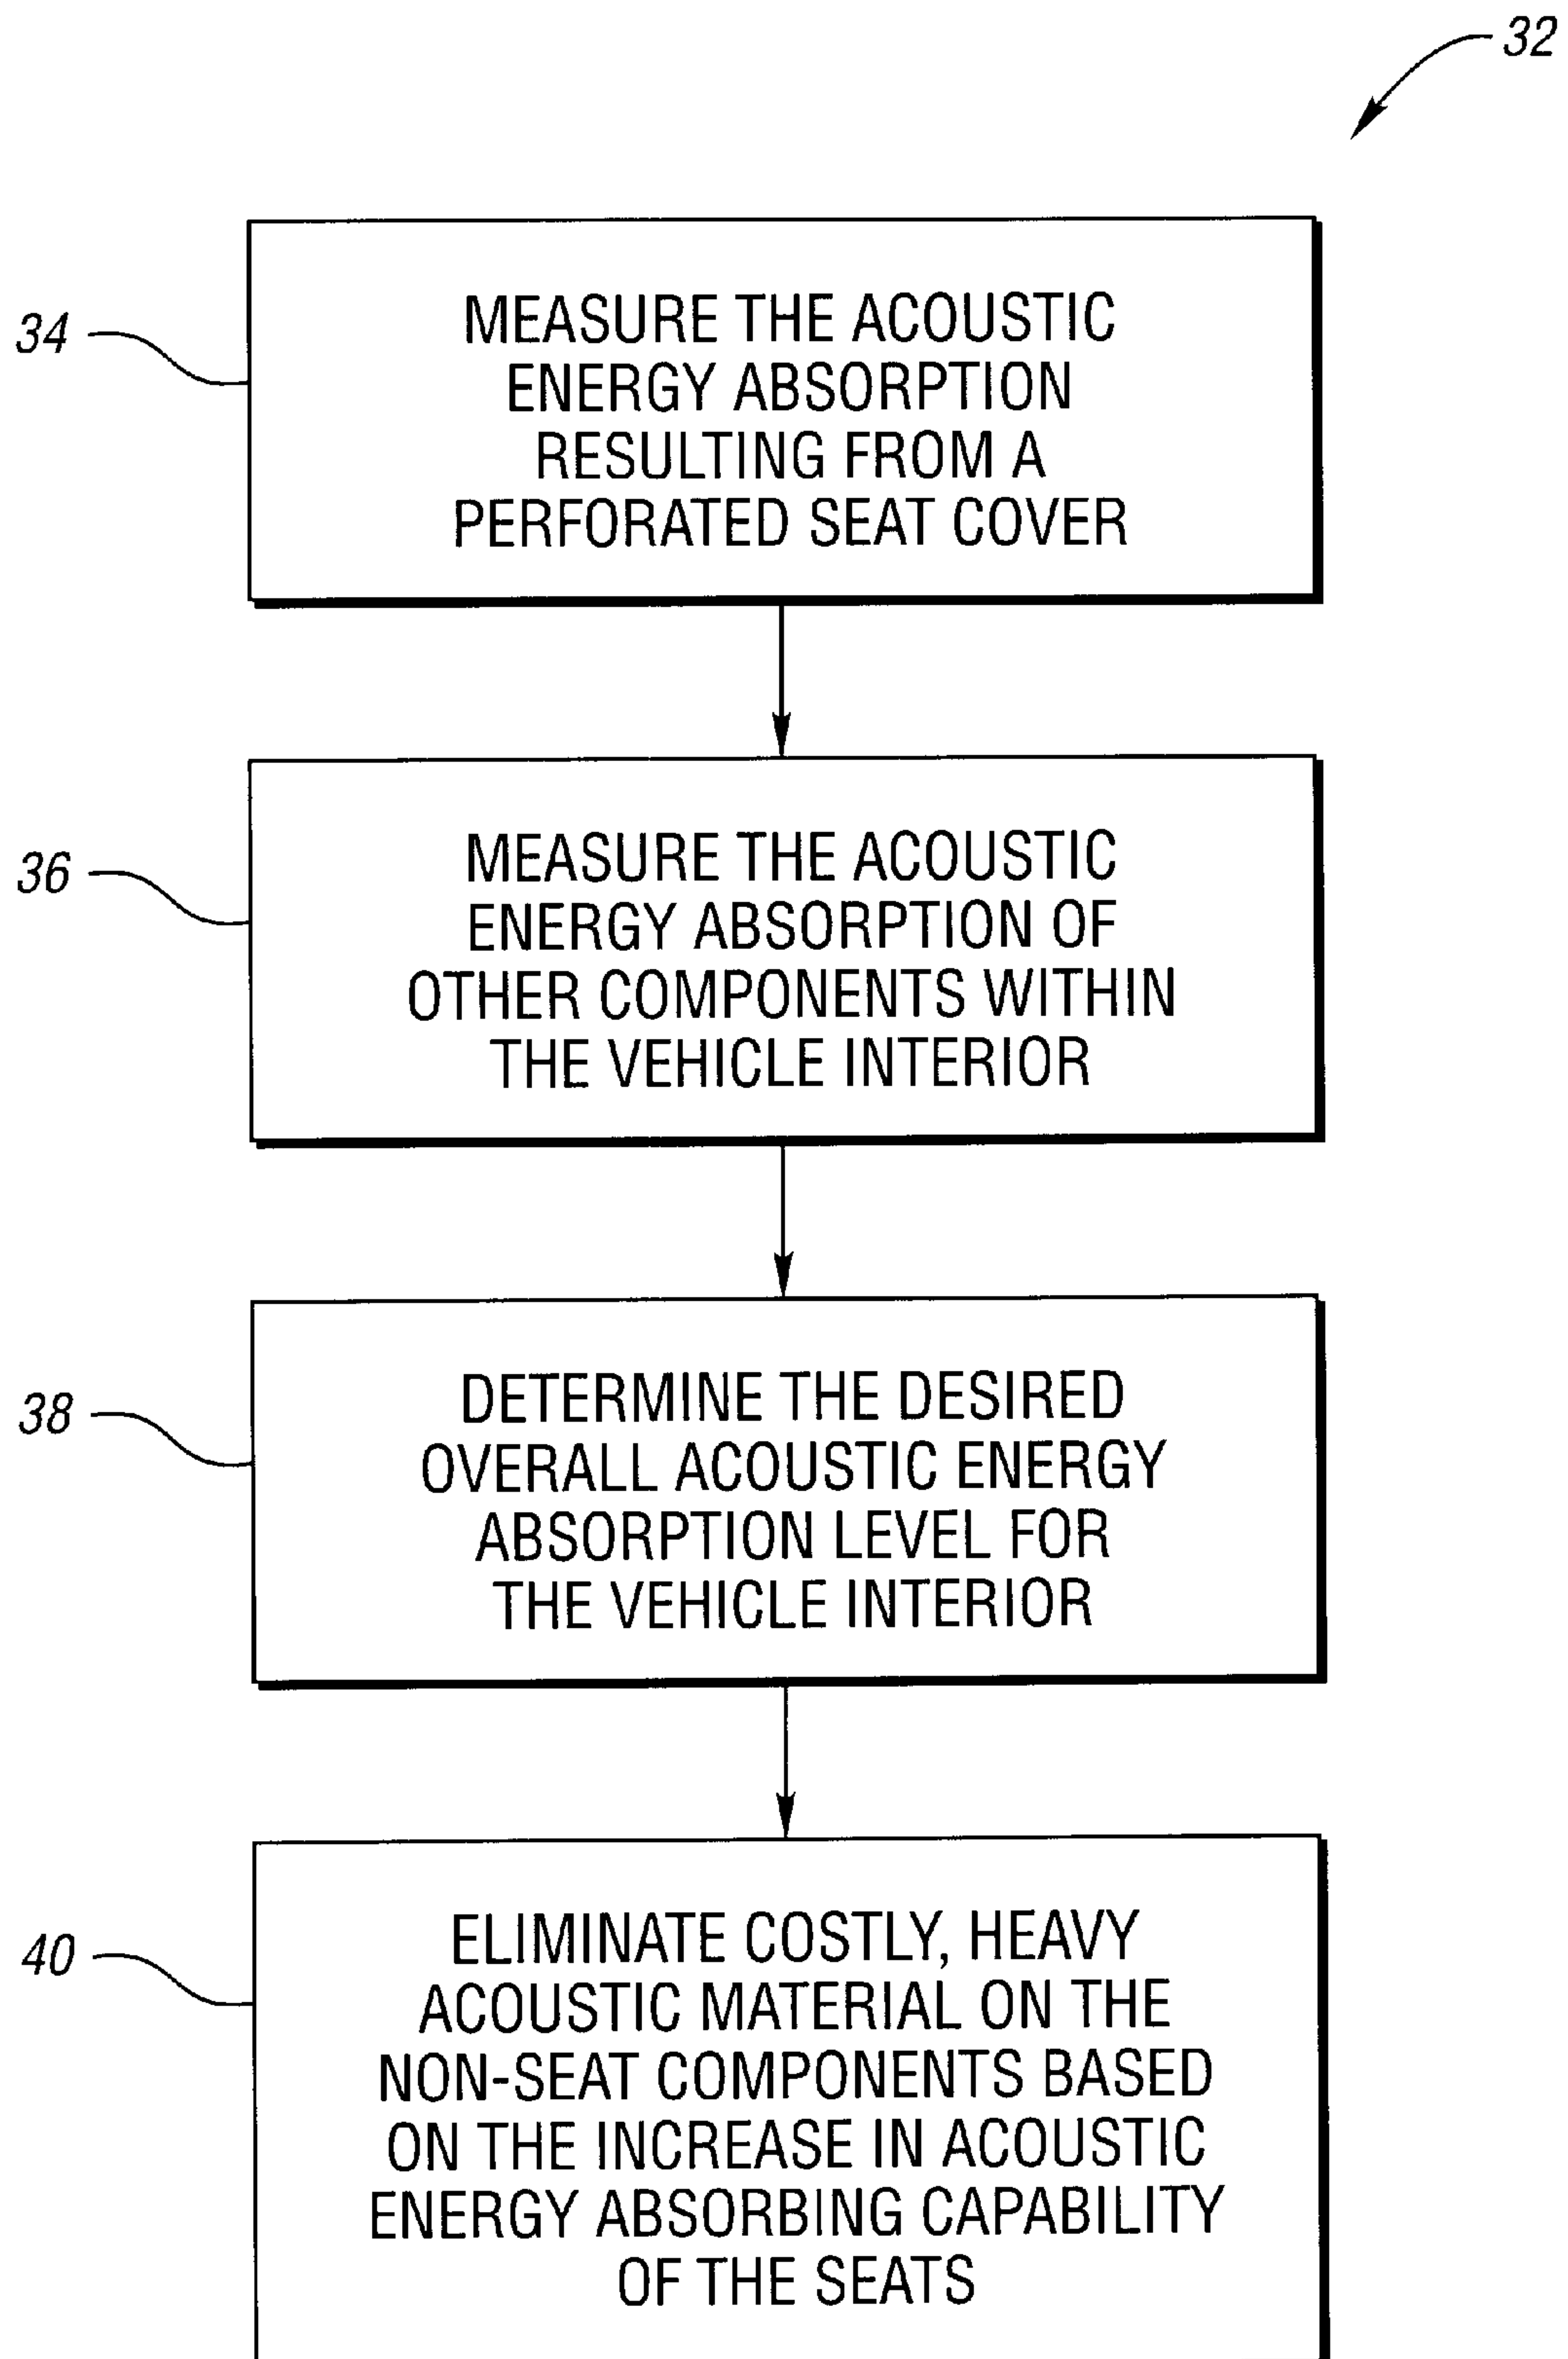 32
34
MEASURE THE ACOUSTIC
ENERGY ABSORPTION
RESULTING FROM A
PERFORATED SEAT COVER
36
MEASURE THE ACOUSTIC
ENERGY ABSORPTION OF
OTHER COMPONENTS WITHIN
THE VEHICLE INTERIOR
38
DETERMINE THE DESIRED
OVERALL ACOUSTIC ENERGY
ABSORPTION LEVEL FOR
THE VEHICLE INTERIOR
40
ELIMINATE COSTLY, HEAVY
ACOUSTIC MATERIAL ON THE
NON-SEAT COMPONENTS BASED
ON THE INCREASE IN ACOUSTIC
ENERGY ABSORBING CAPABILITY
OF THE SEATS